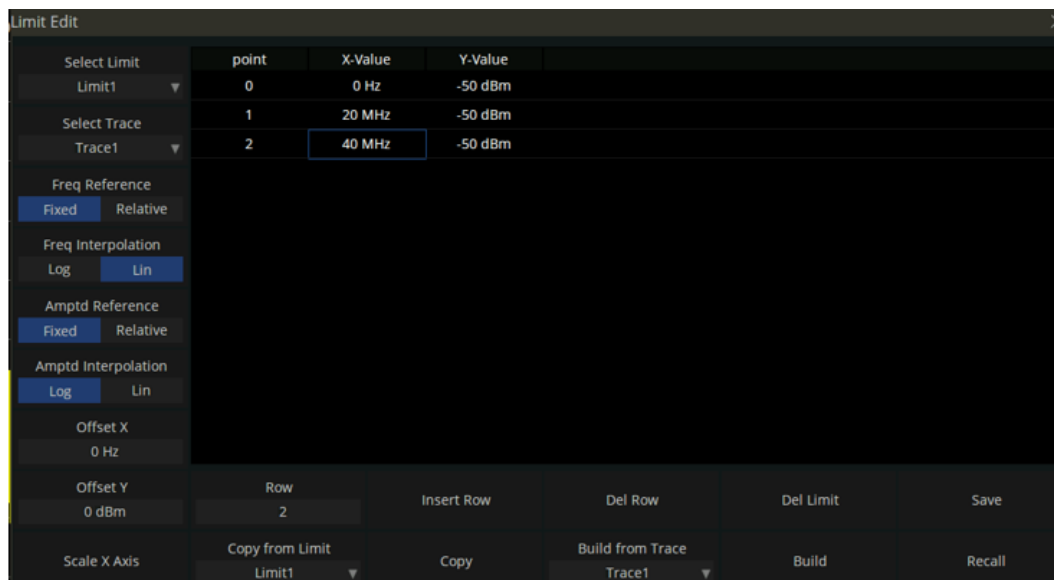 Limit Edit
Select Limit
Limit1
Select Trace
Trace1
Freq Reference
Fixed Relative
Freq Interpolation
Log Lin
Amptd Reference
Fixed Relative
Amptd Interpolation
Log Lin
Offset X
0 Hz
Offset Y
0 dBm
Scale X Axis
point X-Value Y-Value
0 0 Hz -50 dBm
1 20 MHz -50 dBm
2 40 MHz -50 dBm
Row
2
Insert Row
Del Row
Del Limit
Save
Copy from Limit
Limit1
Copy
Build from Trace
Trace1
Build
Recall